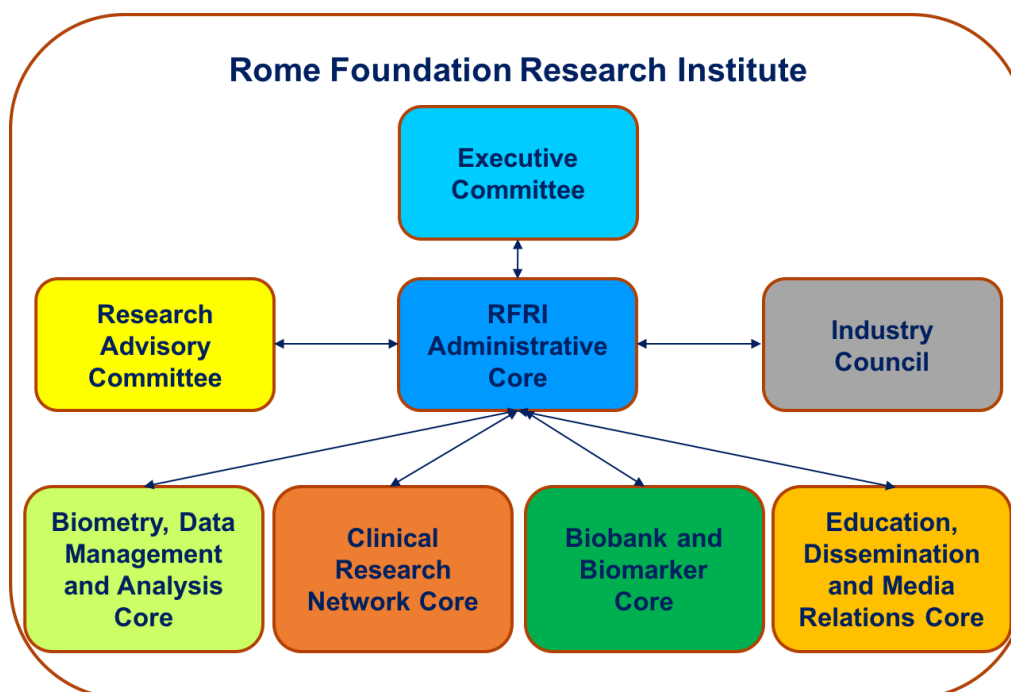 Rome Foundation Research Institute
Executive
Committee
Research
Advisory
Committee
RFRI
Administrative
Core
Industry
Council
Biometry, Data
Management
and Analysis
Core
Clinical
Research
Network Core
Biobank and
Biomarker
Core
Education,
Dissemination
and Media
Relations Core